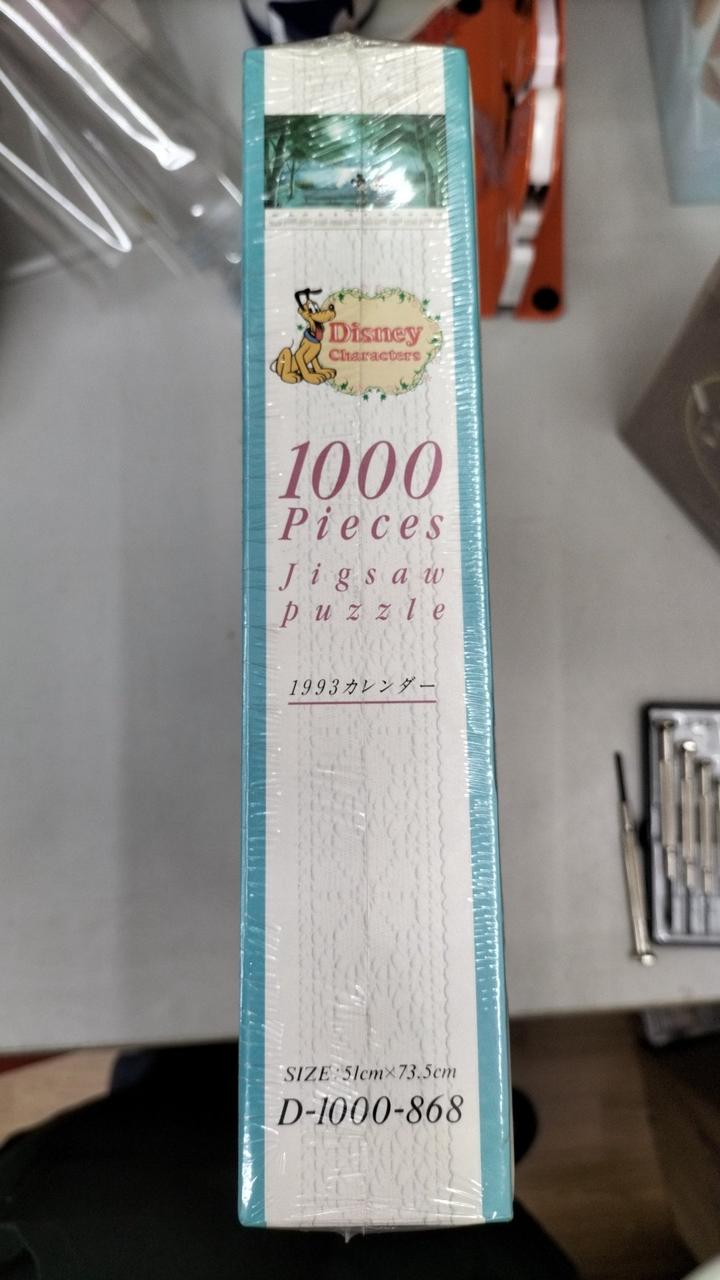 Disney
Characters
1000
Pieces
Jigsaw
puzzle
1993カレンダー
SIZE:51cm×73.5cm
D-1000-868